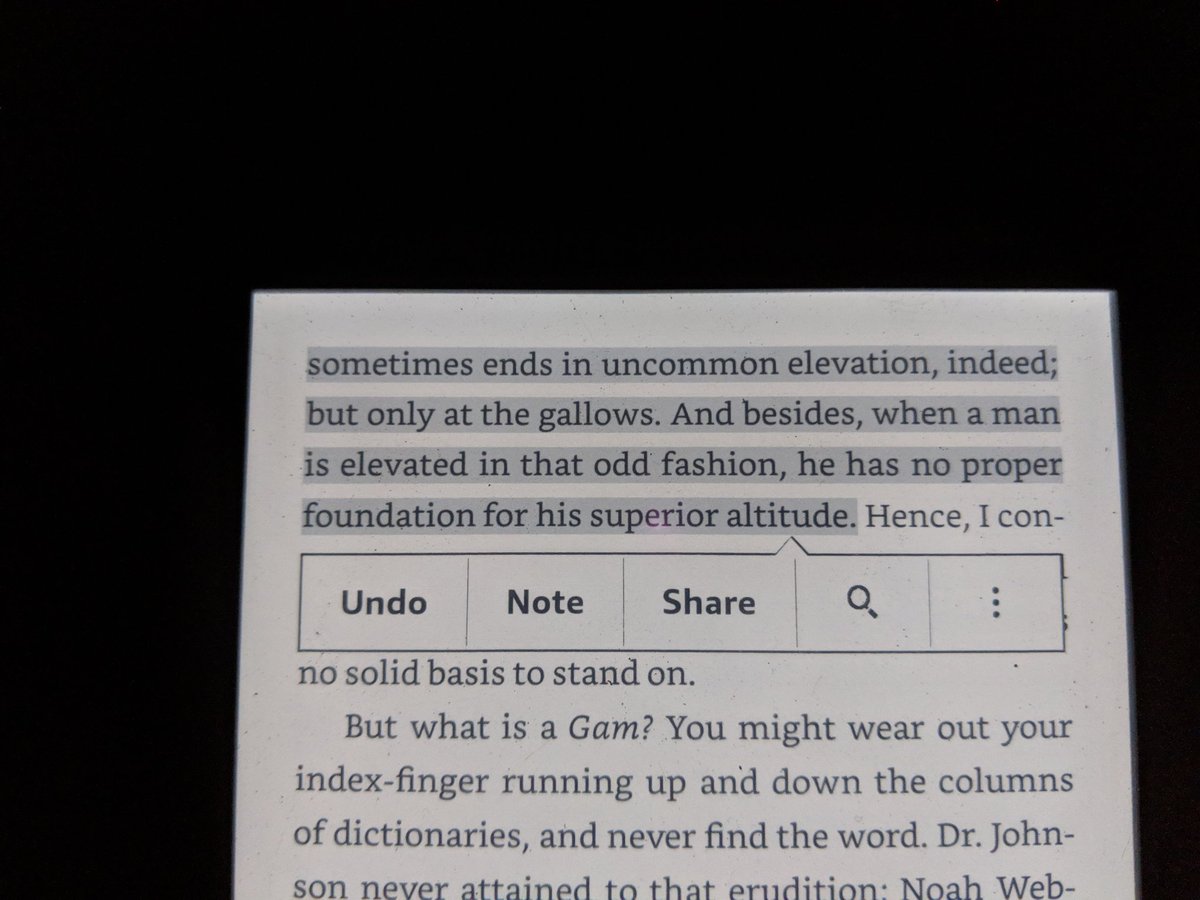 sometimes ends in uncommon elevation, indeed;
but only at the gallows. And besides, when a man
is elevated in that odd fashion, he has no proper
foundation for his superior altitude. Hence, I con-
Undo Note Share
no solid basis to stand on.
But what is a Gam? You might wear out your
index-finger running up and down the columns
of dictionaries, and never find the word. Dr. John-
son never attained to that erudition; Noah Web-